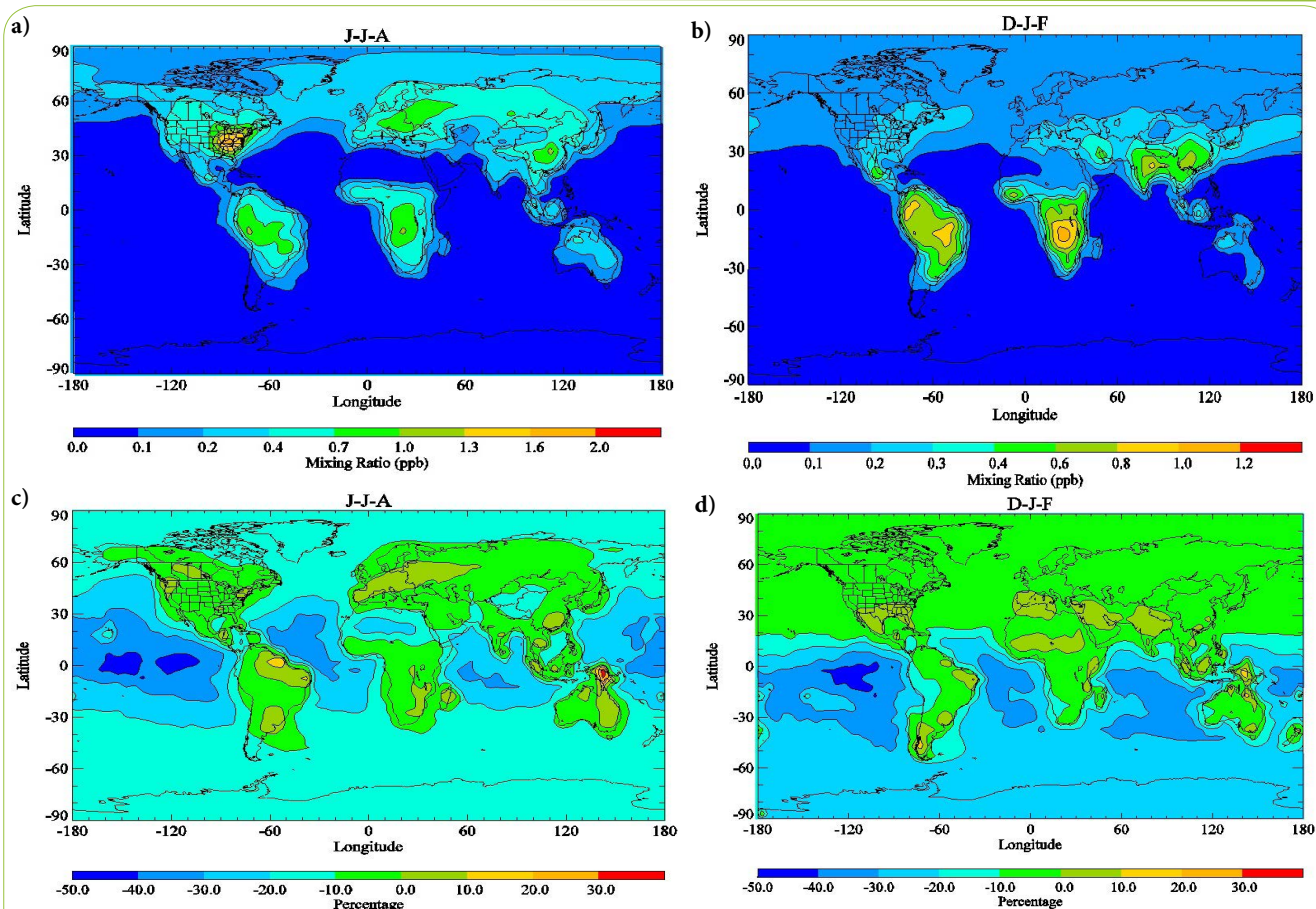 a)
J-J-A
90
60
30
0
-30
-60
-90
Latitude
-180 -120 -60 0 60 120 180
Longitude
0.0 0.1 0.2 0.4 0.7 1.0 1.3 1.6 2.0
Mixing Ratio (ppb)
b)
D-J-F
90
60
30
0
-30
-60
-90
Latitude
-180 -120 -60 0 60 120 180
Longitude
0.0 0.1 0.2 0.3 0.4 0.6 0.8 1.0 1.2
Mixing Ratio (ppb)
c)
J-J-A
90
60
30
0
-30
-60
-90
Latitude
-180 -120 -60 0 60 120 180
Longitude
-50.0 -40.0 -30.0 -20.0 -10.0 0.0 10.0 20.0 30.0
Percentage
d)
D-J-F
90
60
30
0
-30
-60
-90
Latitude
-180 -120 -60 0 60 120 180
Longitude
-50.0 -40.0 -30.0 -20.0 -10.0 0.0 10.0 20.0 30.0
Percentage